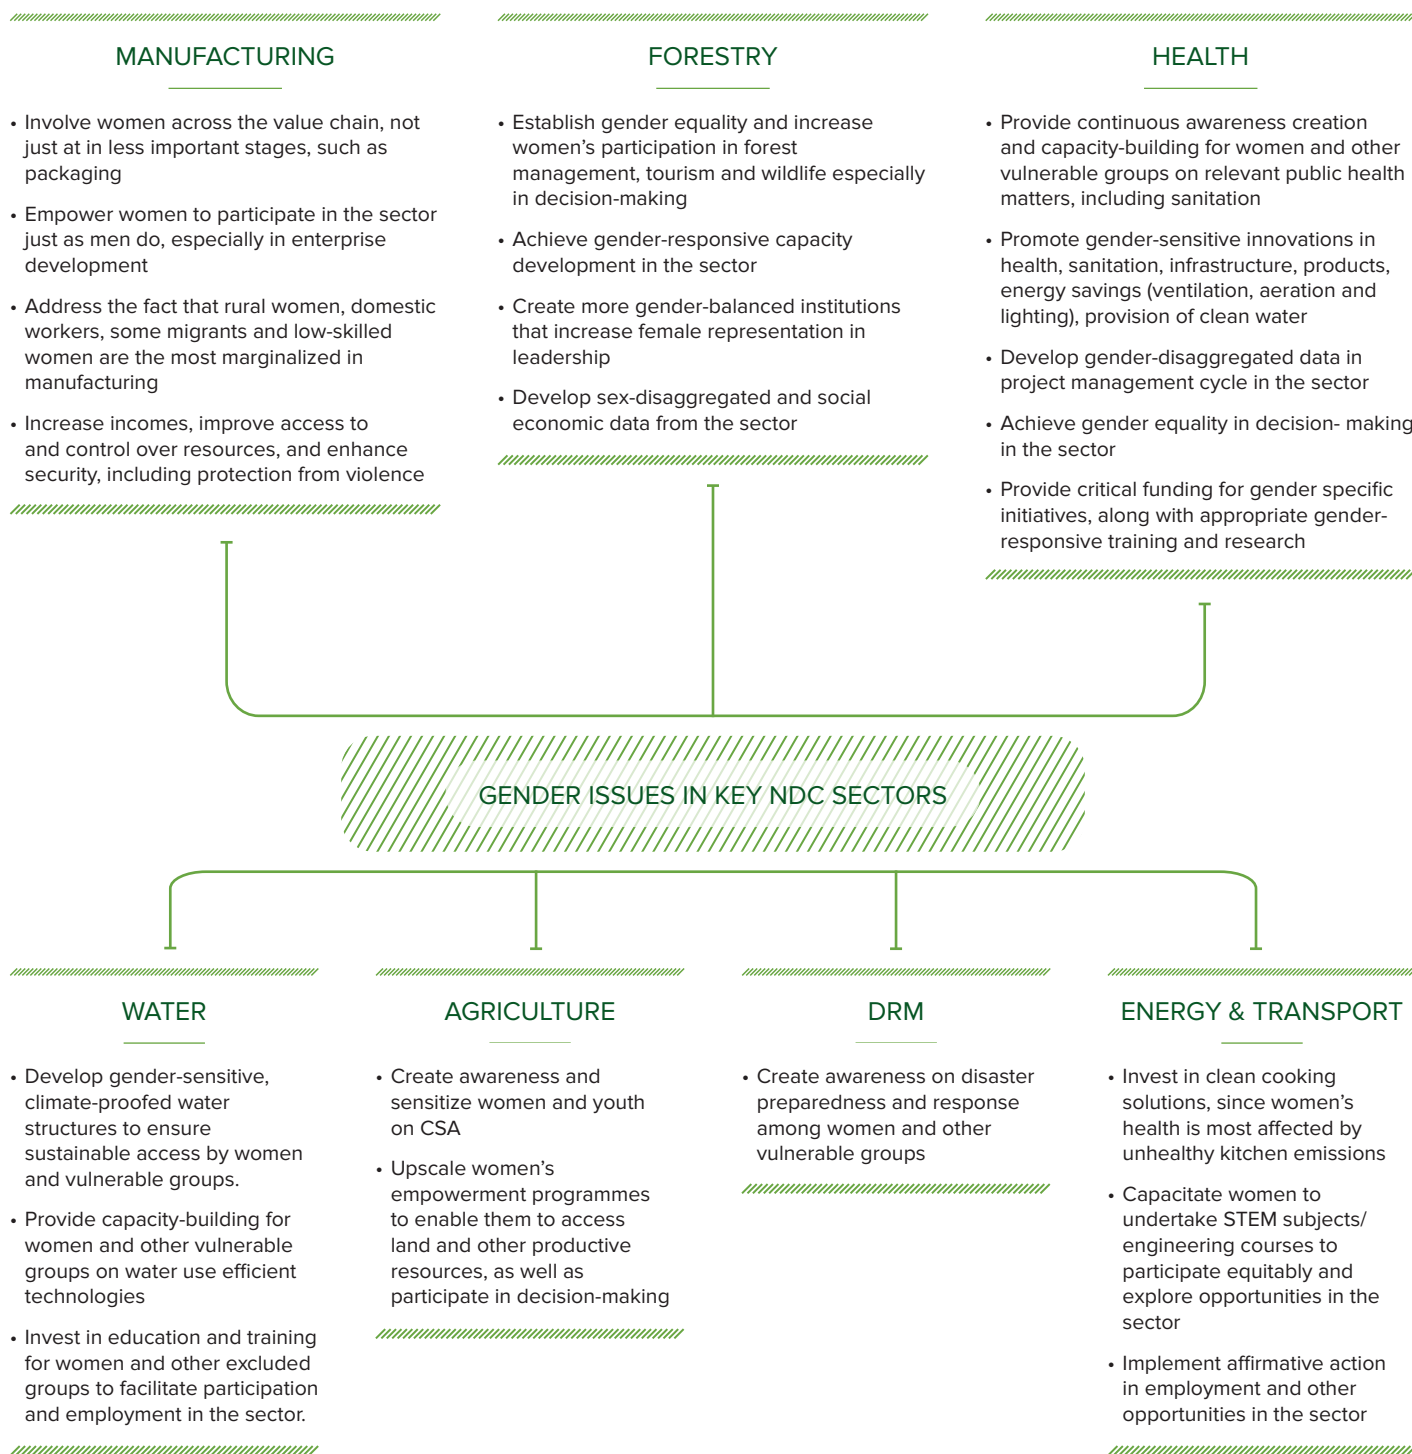 MANUFACTURING
• Involve women across the value chain, not
just at in less important stages, such as
packaging
• Empower women to participate in the sector
just as men do, especially in enterprise
development
• Address the fact that rural women, domestic
workers, some migrants and low-skilled
women are the most marginalized in
manufacturing
• Increase incomes, improve access to
and control over resources, and enhance
security, including protection from violence
FORESTRY
• Establish gender equality and increase
women’s participation in forest
management, tourism and wildlife especially
in decision-making
• Achieve gender-responsive capacity
development in the sector
• Create more gender-balanced institutions
that increase female representation in
leadership
• Develop sex-disaggregated and social
economic data from the sector
HEALTH
• Provide continuous awareness creation
and capacity-building for women and other
vulnerable groups on relevant public health
matters, including sanitation
• Promote gender-sensitive innovations in
health, sanitation, infrastructure, products,
energy savings (ventilation, aeration and
lighting), provision of clean water
• Develop gender-disaggregated data in
project management cycle in the sector
• Achieve gender equality in decision- making
in the sector
• Provide critical funding for gender specific
initiatives, along with appropriate gender-
responsive training and research
GENDER ISSUES IN KEY NDC SECTORS
WATER
• Develop gender-sensitive,
climate-proofed water
structures to ensure
sustainable access by women
and vulnerable groups.
• Provide capacity-building for
women and other vulnerable
groups on water use efficient
technologies
• Invest in education and training
for women and other excluded
groups to facilitate participation
and employment in the sector.
AGRICULTURE
• Create awareness and
sensitize women and youth
on CSA
• Upscale women’s
empowerment programmes
to enable them to access
land and other productive
resources, as well as
participate in decision-making
DRM
• Create awareness on disaster
preparedness and response
among women and other
vulnerable groups
ENERGY & TRANSPORT
• Invest in clean cooking
solutions, since women’s
health is most affected by
unhealthy kitchen emissions
• Capacitate women to
undertake STEM subjects/
engineering courses to
participate equitably and
explore opportunities in the
sector
• Implement affirmative action
in employment and other
opportunities in the sector